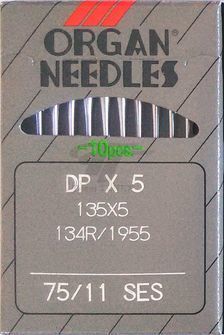 ORGAN®
NEEDLES
-10pcs.-
DP X 5
135X5
134R/1955
75/11 SES